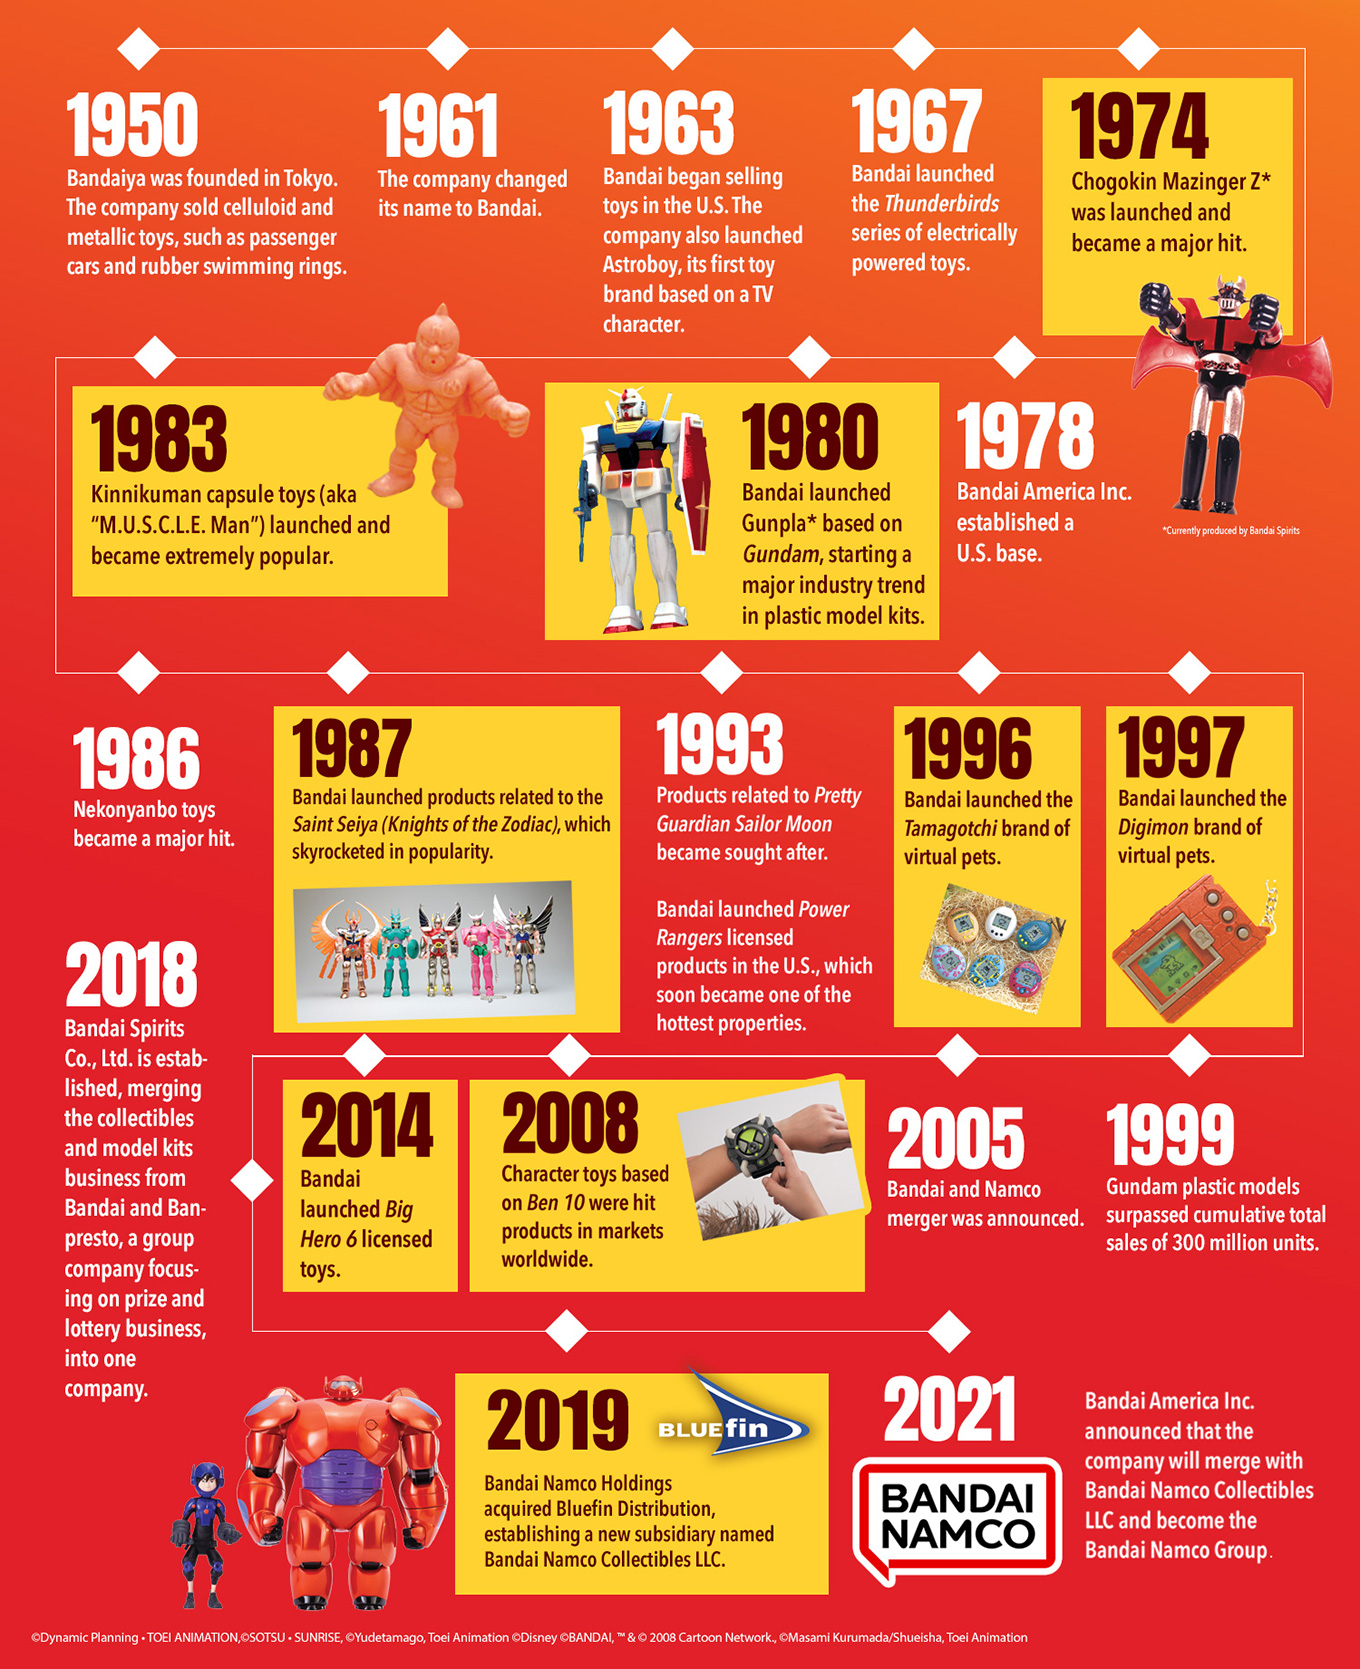 1950
Bandaiya was founded in Tokyo.
The company sold celluloid and
metallic toys, such as passenger
cars and rubber swimming rings.
1961
The company changed
its name to Bandai.
1963
Bandai began selling
toys in the U.S. The
company also launched
Astroboy, its first toy
brand based on a TV
character.
1967
Bandai launched
the Thunderbirds
series of electrically
powered toys.
1974
Chogokin Mazinger Z*
was launched and
became a major hit.
*Currently produced by Bandai Spirits
1978
Bandai America Inc.
established a
U.S. base.
1980
Bandai launched
Gunpla* based on
Gundam, starting a
major industry trend
in plastic model kits.
1983
Kinnikuman capsule toys (aka
“M.U.S.C.L.E. Man”) launched and
became extremely popular.
1986
Nekonyanbo toys
became a major hit.
1987
Bandai launched products related to the
Saint Seiya (Knights of the Zodiac), which
skyrocketed in popularity.
1993
Products related to Pretty
Guardian Sailor Moon
became sought after.
Bandai launched Power
Rangers licensed
products in the U.S., which
soon became one of the
hottest properties.
1996
Bandai launched the
Tamagotchi brand of
virtual pets.
1997
Bandai launched the
Digimon brand of
virtual pets.
1999
Gundam plastic models
surpassed cumulative total
sales of 300 million units.
2005
Bandai and Namco
merger was announced.
2008
Character toys based
on Ben 10 were hit
products in markets
worldwide.
2014
Bandai
launched Big
Hero 6 licensed
toys.
2018
Bandai Spirits
Co., Ltd. is estab-
lished, merging
the collectibles
and model kits
business from
Bandai and Ban-
presto, a group
company focus-
ing on prize and
lottery business,
into one
company.
2019
BLUEfin
Bandai Namco Holdings
acquired Bluefin Distribution,
establishing a new subsidiary named
Bandai Namco Collectibles LLC.
2021
BANDAI
NAMCO
Bandai America Inc.
announced that the
company will merge with
Bandai Namco Collectibles
LLC and become the
Bandai Namco Group.
©Dynamic Planning • TOEI ANIMATION,©SOTSU • SUNRISE, ©Yudetamago, Toei Animation ©Disney ©BANDAI, ™ & © 2008 Cartoon Network., ©Masami Kurumada/Shueisha, Toei Animation